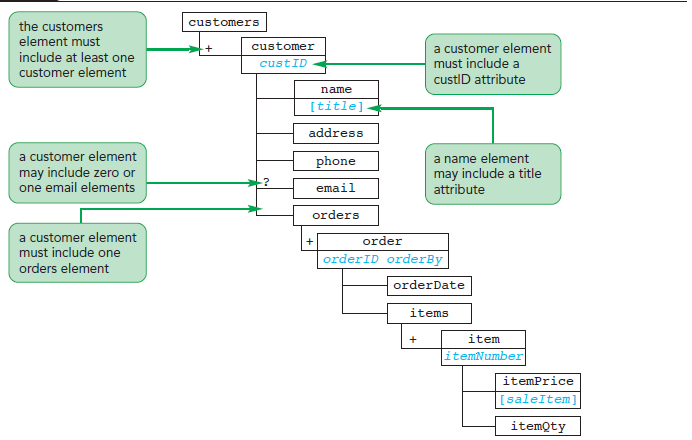 the customers
element must
include at least one
customer element
customers
+
customer
custID
a customer element
must include a
custID attribute
name
[title]
address
phone
a customer element
may include zero or
one email elements
?
email
a name element
may include a title
attribute
orders
a customer element
must include one
orders element
+
order
orderID orderBy
orderDate
items
+
item
itemNumber
itemPrice
[saleItem]
itemQty